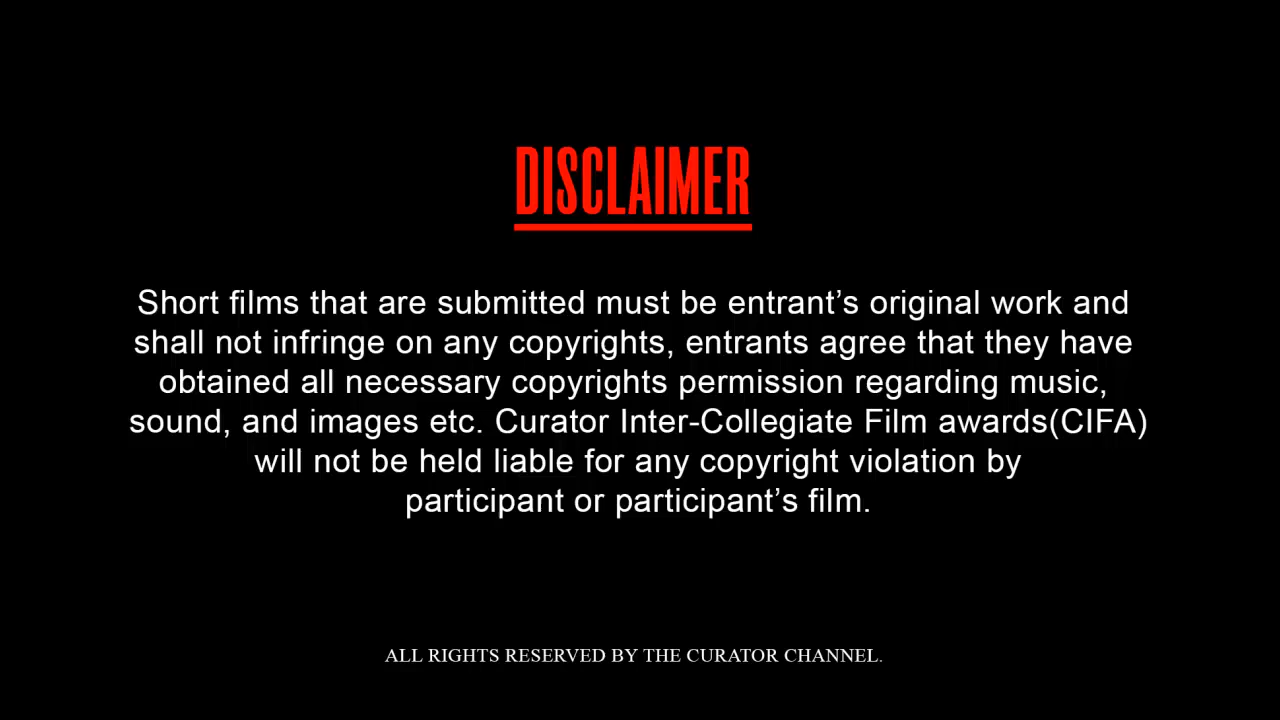 DISCLAIMER
Short films that are submitted must be entrant’s original work and
shall not infringe on any copyrights, entrants agree that they have
obtained all necessary copyrights permission regarding music,
sound, and images etc. Curator Inter-Collegiate Film awards(CIFA)
will not be held liable for any copyright violation by
participant or participant’s film.
ALL RIGHTS RESERVED BY THE CURATOR CHANNEL.